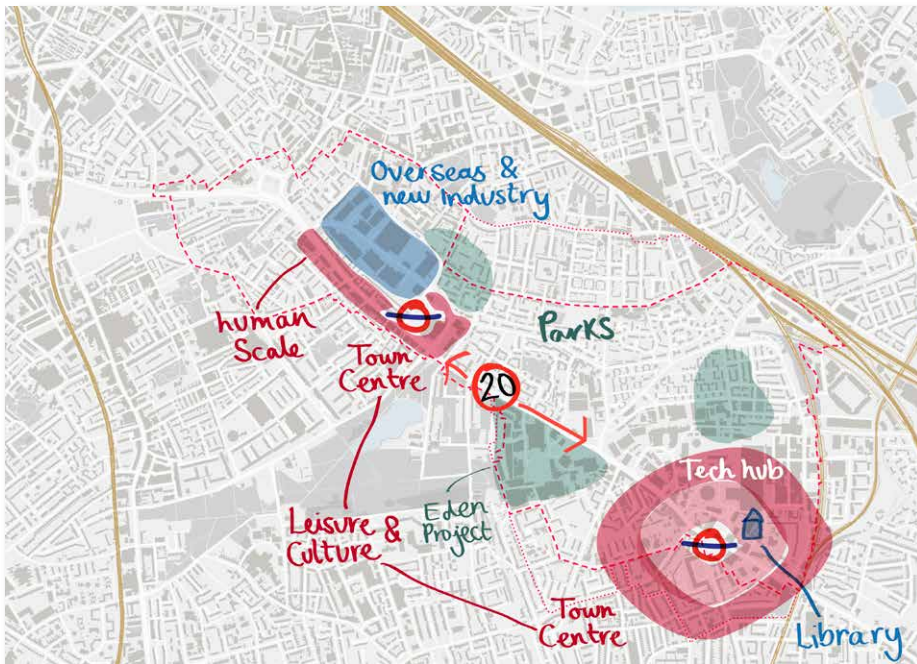 Overseas &
new industry
human
Scale
Parks
Town
Centre
20
Tech hub
Eden
Project
Leisure &
Culture
Town
Centre
Library